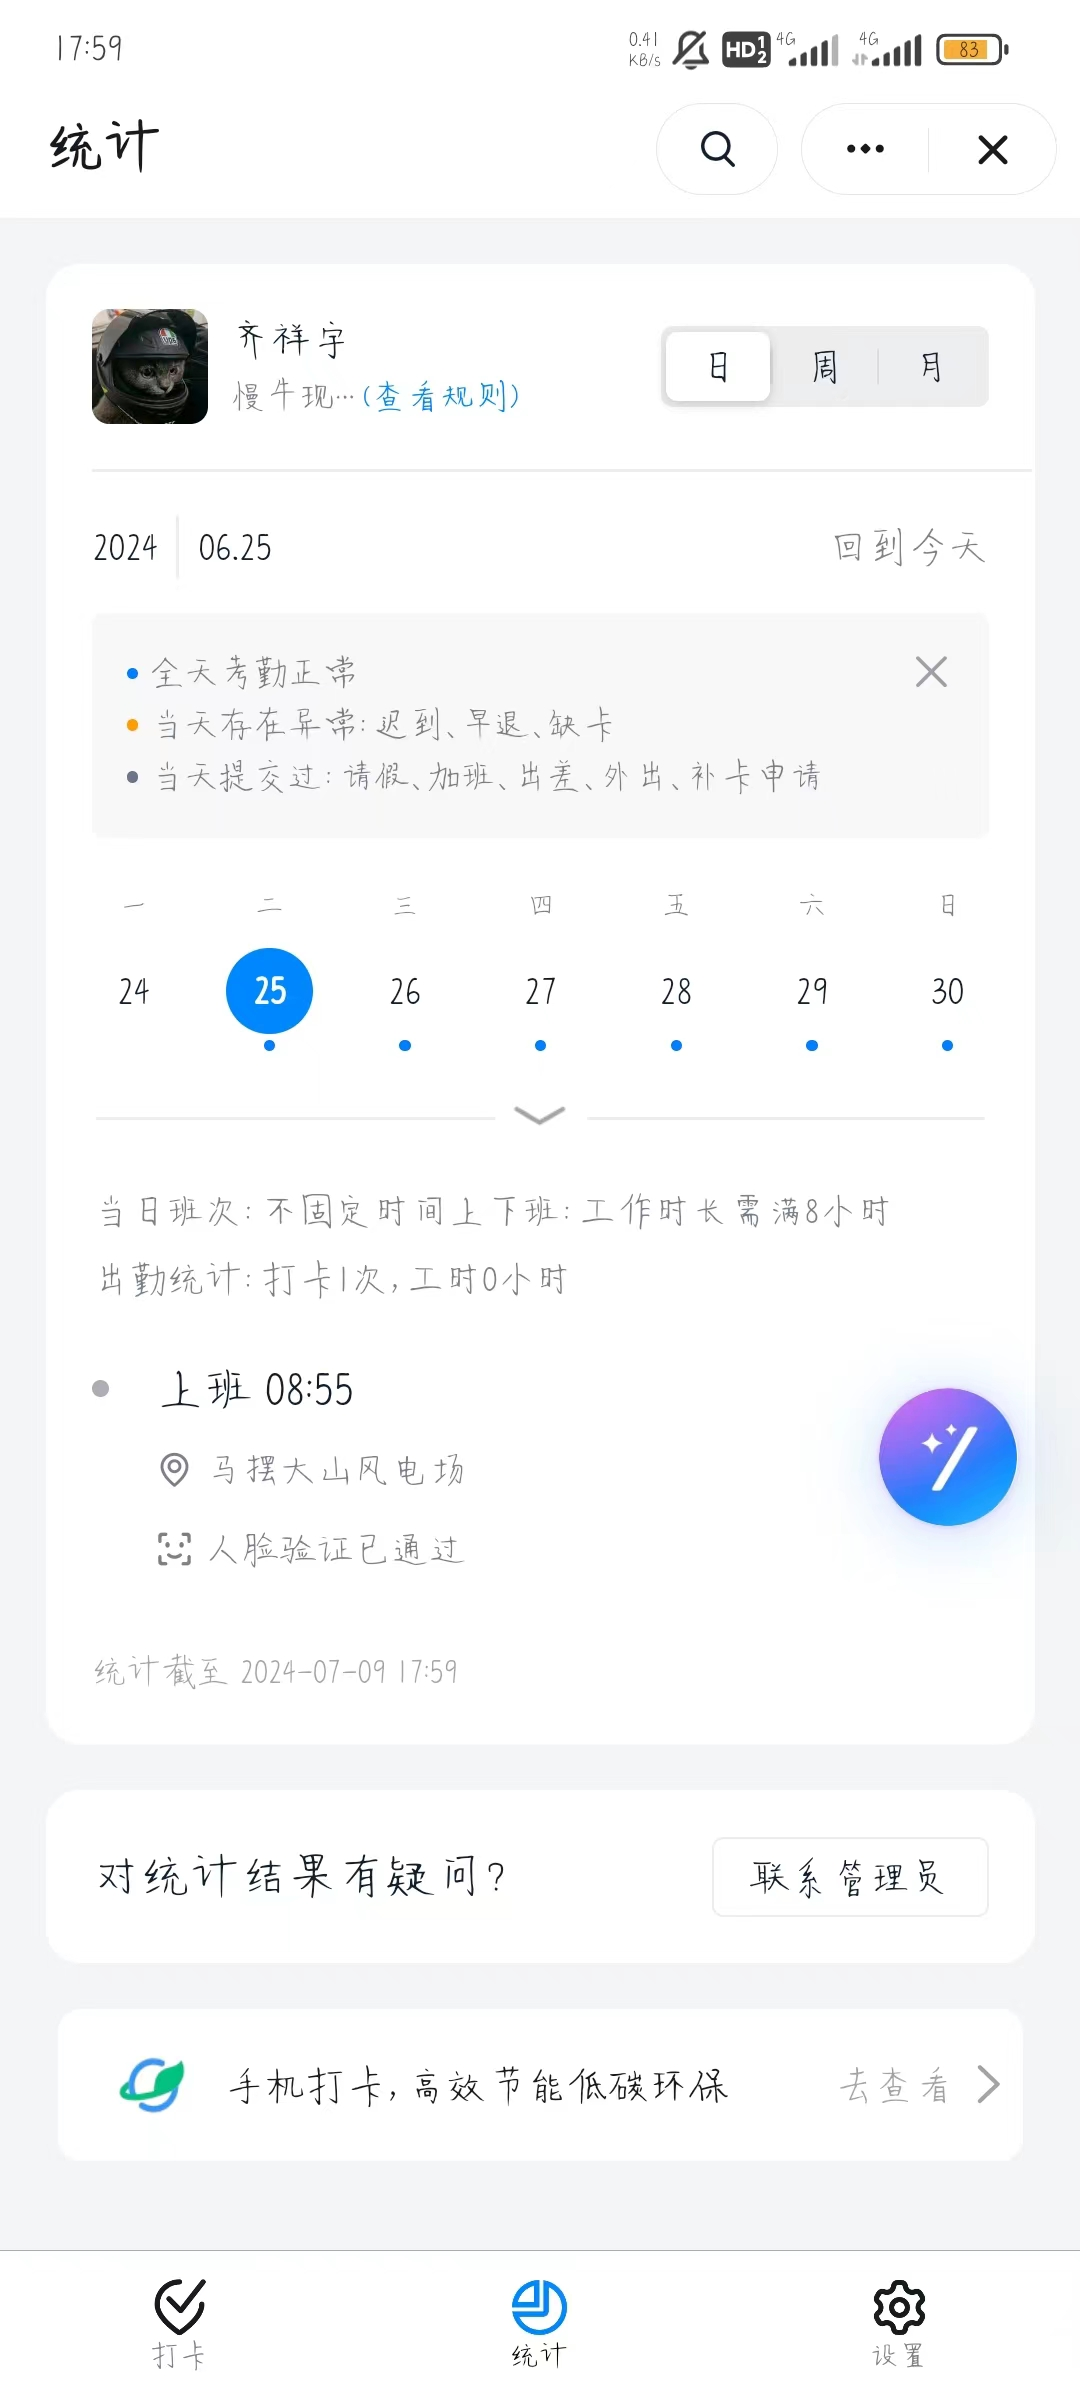 17:59
0.41 KB/s HD 1 2 4G 4G 83
统计
齐祥宇
慢牛现…(查看规则)
日 周 月
2024 06.25 回到今天
全天考勤正常
当天存在异常: 迟到、早退、缺卡
当天提交过: 请假、加班、出差、外出、补卡申请
一 二 三 四 五 六 日
24 25 26 27 28 29 30
当日班次: 不固定时间上下班: 工作时长需满8小时
出勤统计: 打卡1次, 工时0小时
上班 08:55
马摆大山风电场
人脸验证已通过
统计截至 2024-07-09 17:59
对统计结果有疑问? 联系管理员
手机打卡, 高效节能低碳环保 去查看
打卡 统计 设置